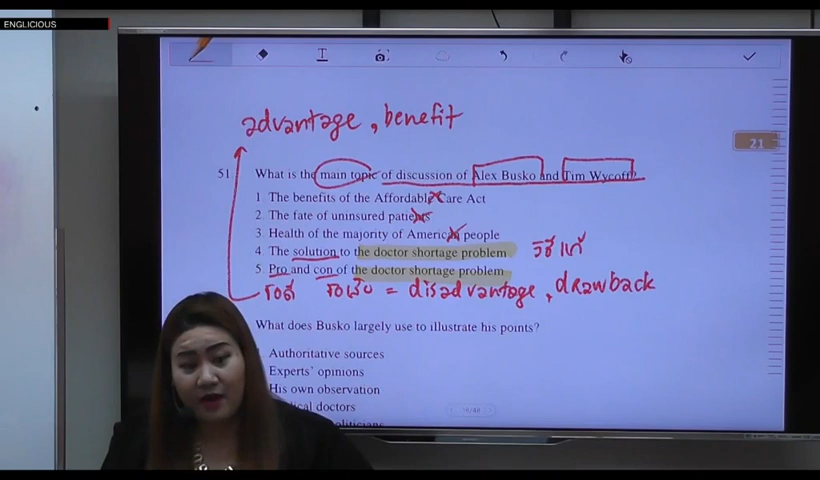 ENGLICIOUS
advantage, benefit
21
51 What is the main topic of discussion of Alex Busko and Tim Wycoff?
1 The benefits of the Affordable Care Act
2 The fate of uninsured patients
3 Health of the majority of American people
4 The solution to the doctor shortage problem วิธีแก้
5 Pro and con of the doctor shortage problem
ข้อดี ข้อเสีย = disadvantage, drawback
What does Busko largely use to illustrate his points?
Authoritative sources
Experts' opinions
His own observation
doctors